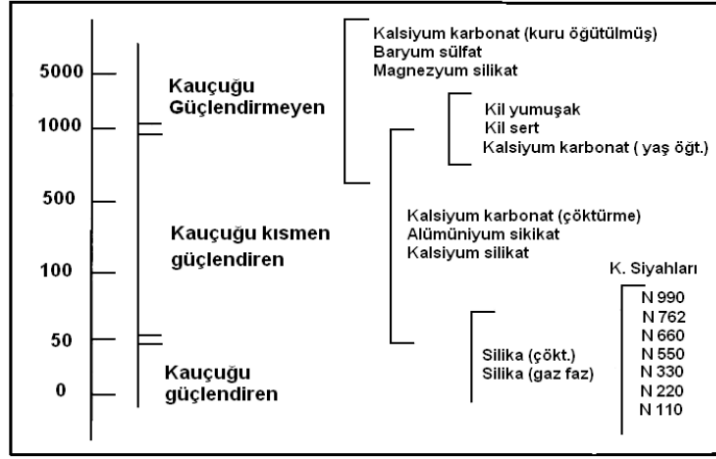 5000
1000
500
100
50
0
Kauçuğu
Güçlendirmeyen
Kauçuğu kısmen
güçlendiren
Kauçuğu
güçlendiren
Kalsiyum karbonat (kuru öğütülmüş)
Baryum sülfat
Magnezyum silikat
Kil yumuşak
Kil sert
Kalsiyum karbonat ( yaş öğt.)
Kalsiyum karbonat (çöktürme)
Alümüniyum sikikat
Kalsiyum silikat
Silika (çökt.)
Silika (gaz faz)
K. Siyahları
N 990
N 762
N 660
N 550
N 330
N 220
N 110